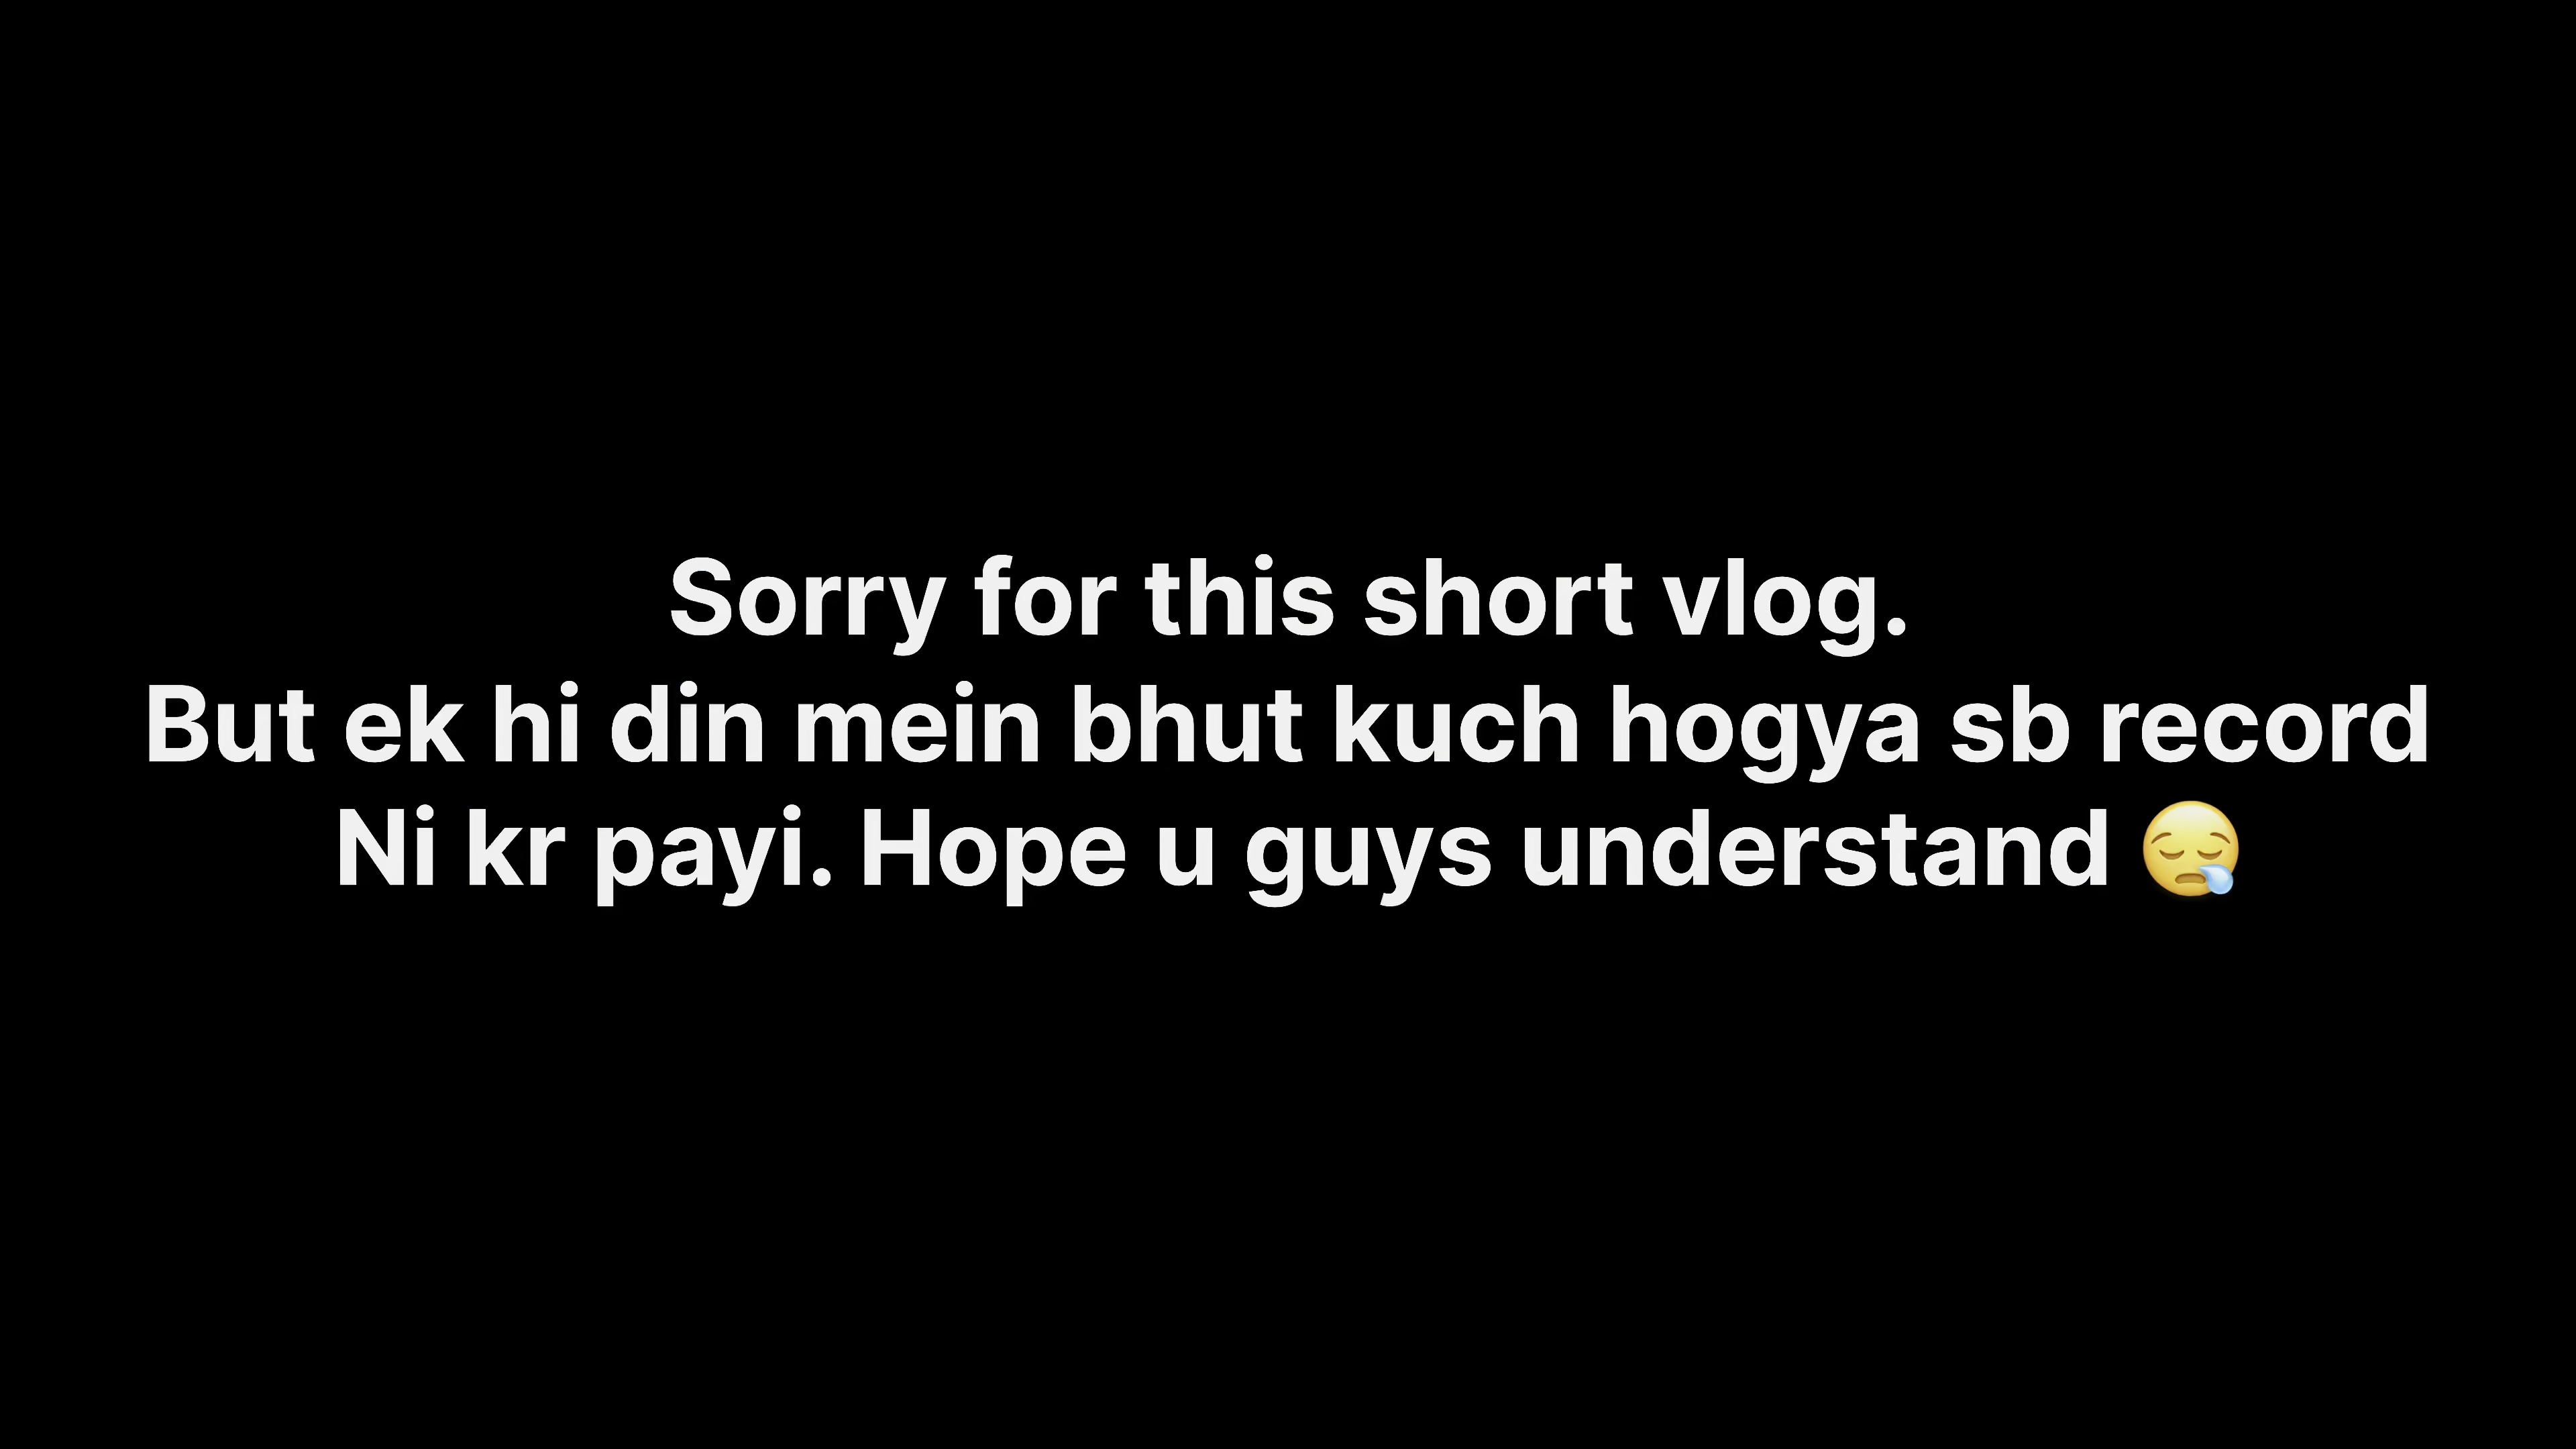 Sorry for this short vlog.
But ek hi din mein bhut kuch hogya sb record
Ni kr payi. Hope u guys understand 😪